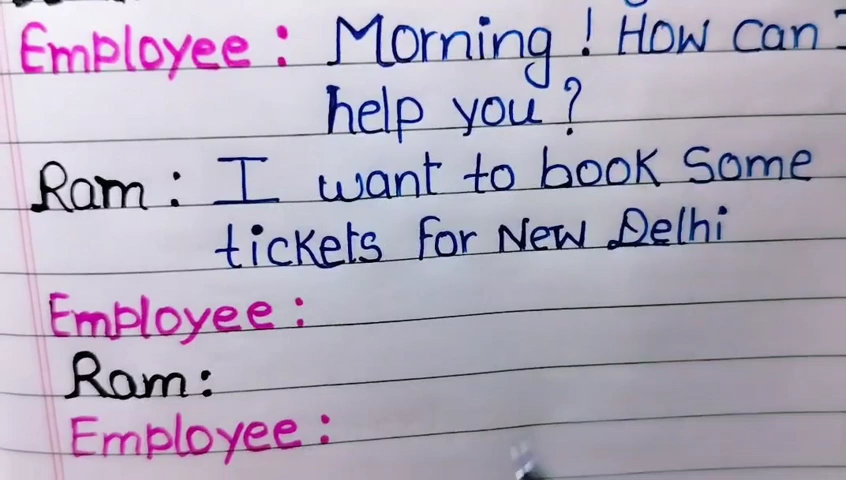 Employee : Morning ! How can I
help you ?
Ram : I want to book some
tickets for New Delhi
Employee :
Ram :
Employee :